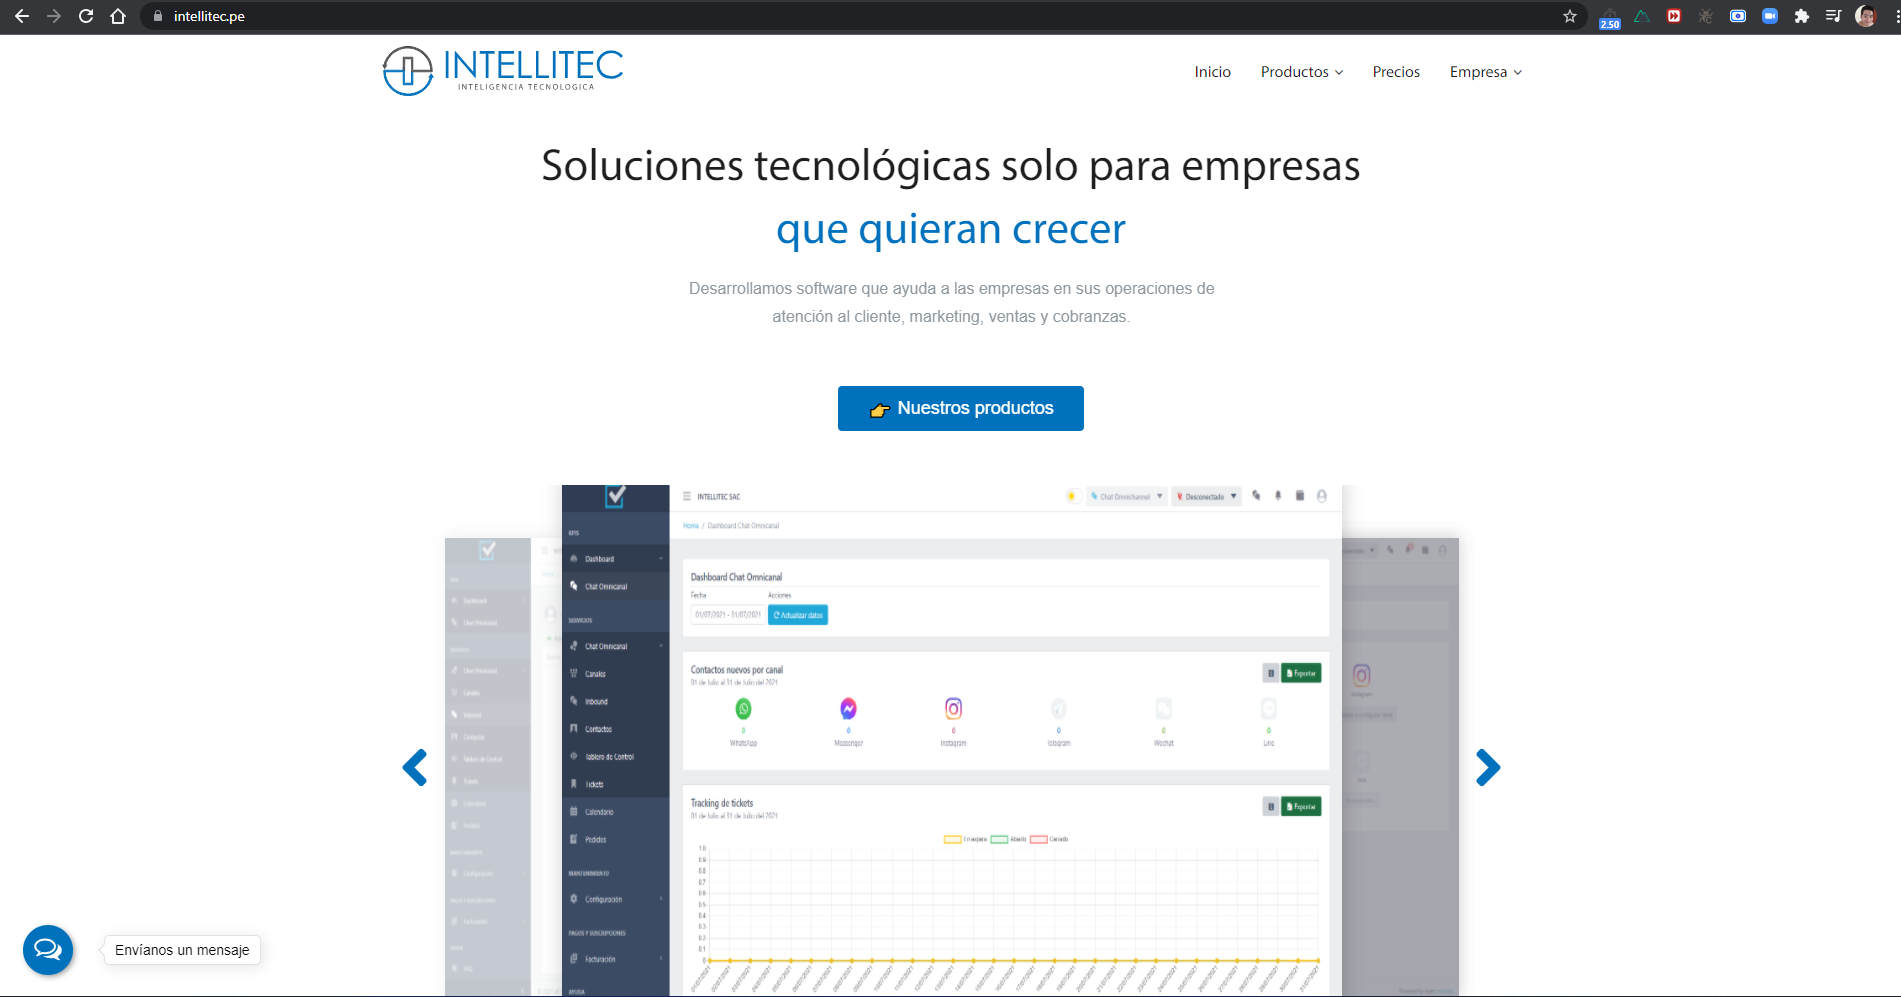 intellitec.pe
2.50
INTELLITEC
INTELIGENCIA TECNOLOGICA
Inicio
Productos
Precios
Empresa
Soluciones tecnológicas solo para empresas
que quieran crecer
Desarrollamos software que ayuda a las empresas en sus operaciones de
atención al cliente, marketing, ventas y cobranzas.
Nuestros productos
INTELLITEC SAC
Chat Omnichannel
Desconectado
Home / Dashboard Chat Omnicanal
KPIS
Dashboard
Chat Omnicanal
SERVICIOS
Chat Omnicanal
Canales
Inbound
Contactos
Tablero de Control
Tickets
Calendario
Pedidos
MANTENIMIENTO
Configuración
PAGOS Y SUSCRIPCIONES
Facturación
AYUDA
Dashboard Chat Omnicanal
Fecha
Acciones
01/07/2021 - 31/07/2021
Actualizar datos
Contactos nuevos por canal
01 de Julio al 31 de Julio del 2021
Exportar
0
0
0
0
0
0
WhatsApp
Messenger
Instagram
Telegram
Wechat
Line
Tracking de tickets
01 de Julio al 31 de Julio del 2021
Exportar
En espera
Abierto
Cerrado
1.0
0.9
0.8
0.7
0.6
0.5
0.4
0.3
0.2
0.1
0
Envíanos un mensaje